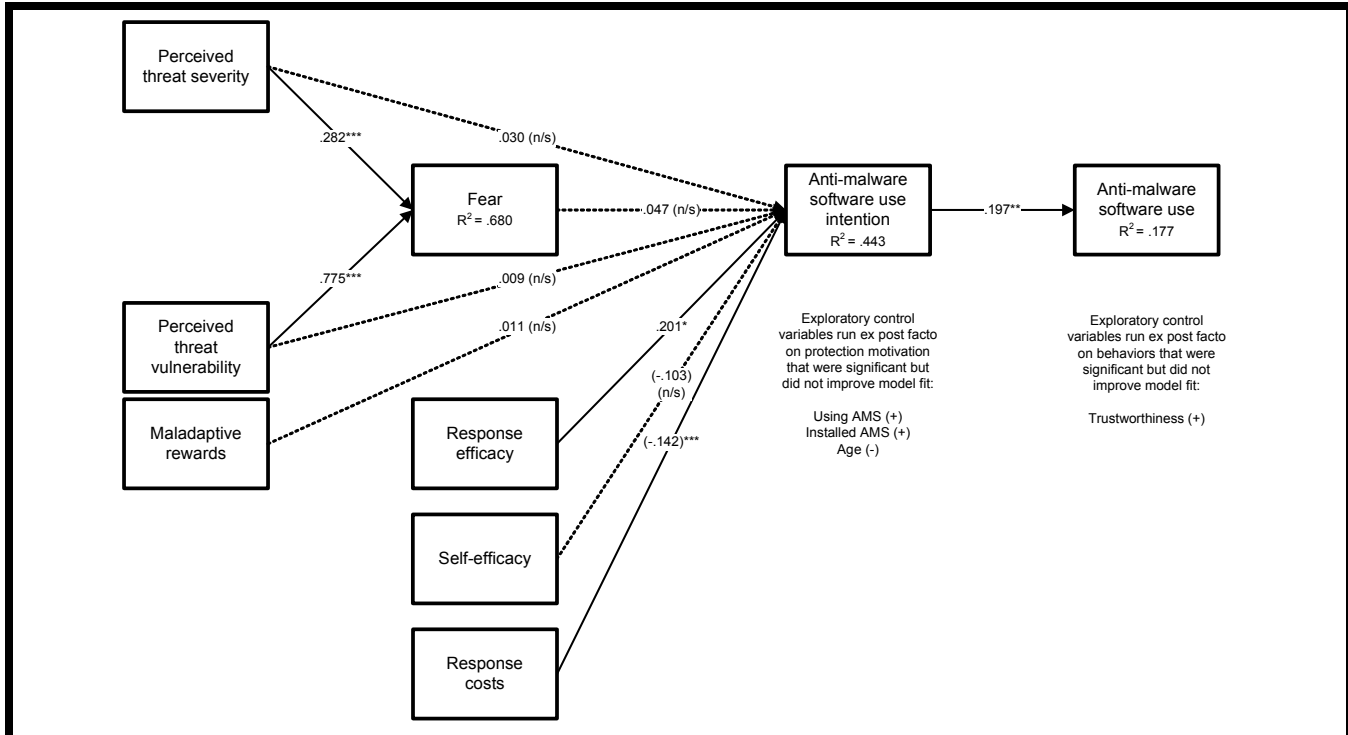 Perceived
threat severity
.282***
.030 (n/s)
Fear
R² = .680
.047 (n/s)
Anti-malware
software use
intention
R² = .443
.197**
Anti-malware
software use
R² = .177
.775***
.009 (n/s)
Perceived
threat
vulnerability
.011 (n/s)
Maladaptive
rewards
.201*
Response
efficacy
(-.103)
(n/s)
(-.142)***
Self-efficacy
Response
costs
Exploratory control
variables run ex post facto
on protection motivation
that were significant but
did not improve model fit:
Using AMS (+)
Installed AMS (+)
Age (-)
Exploratory control
variables run ex post facto
on behaviors that were
significant but did not
improve model fit:
Trustworthiness (+)